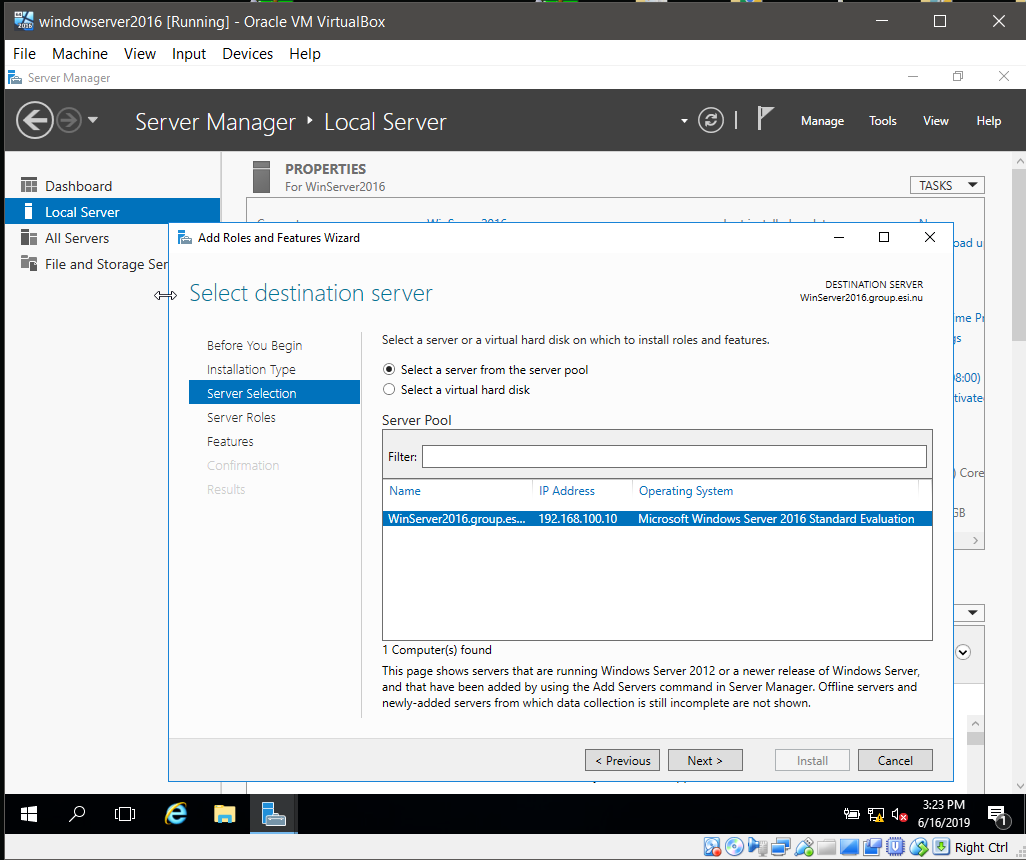 windowserver2016 [Running] - Oracle VM VirtualBox
File Machine View Input Devices Help
Server Manager
Server Manager Local Server
Manage Tools View Help
Dashboard
Local Server
All Servers
File and Storage Ser
PROPERTIES
For WinServer2016
TASKS
Add Roles and Features Wizard
Select destination server
DESTINATION SERVER
WinServer2016.group.esi.nu
Before You Begin
Installation Type
Server Selection
Server Roles
Features
Confirmation
Results
Select a server or a virtual hard disk on which to install roles and features.
Select a server from the server pool
Select a virtual hard disk
Server Pool
Filter:
Name IP Address Operating System
WinServer2016.group.es... 192.168.100.10 Microsoft Windows Server 2016 Standard Evaluation
1 Computer(s) found
This page shows servers that are running Windows Server 2012 or a newer release of Windows Server,
and that have been added by using the Add Servers command in Server Manager. Offline servers and
newly-added servers from which data collection is still incomplete are not shown.
< Previous Next > Install Cancel
oad u
me Pr
gs
08:00)
tivate
) Core
GB
3:23 PM
6/16/2019
1
Right Ctrl